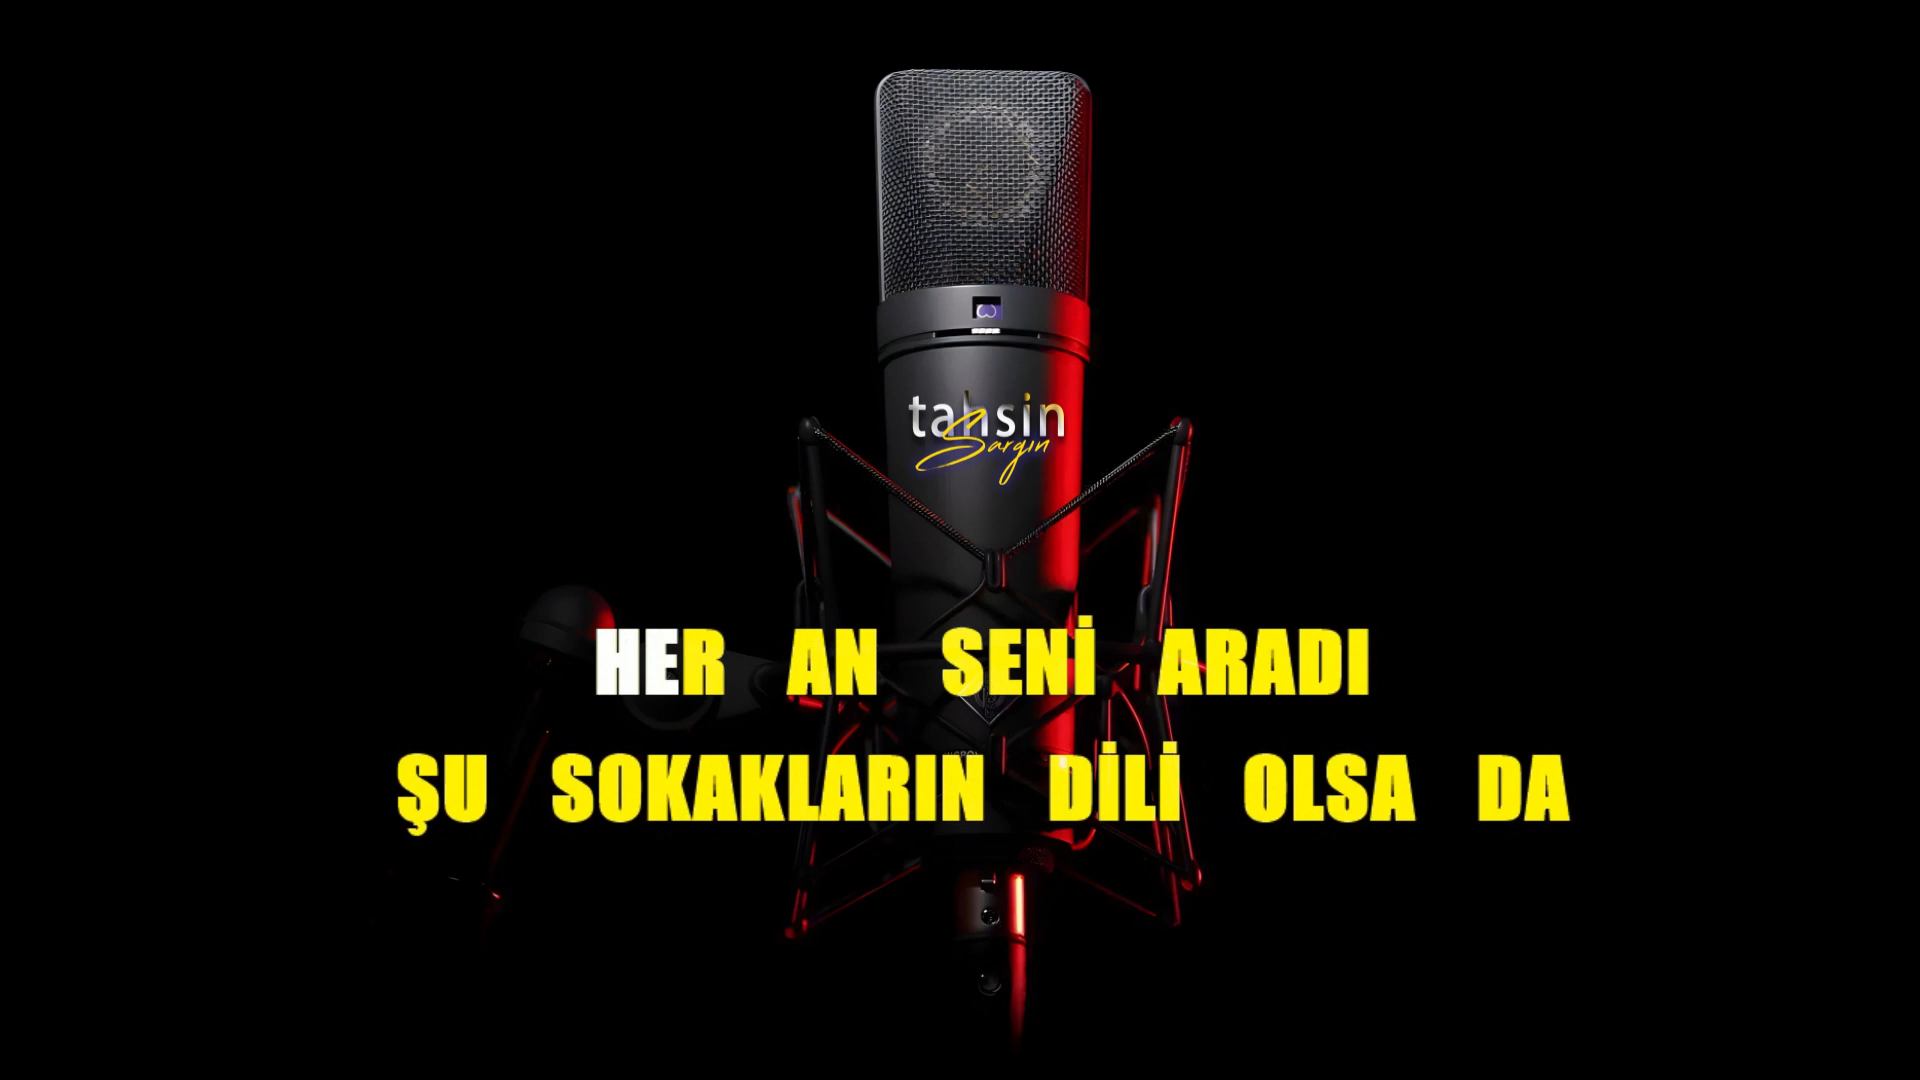 tahsin
Sargın
HER AN SENİ ARADI
ŞU SOKAKLARIN DİLİ OLSA DA